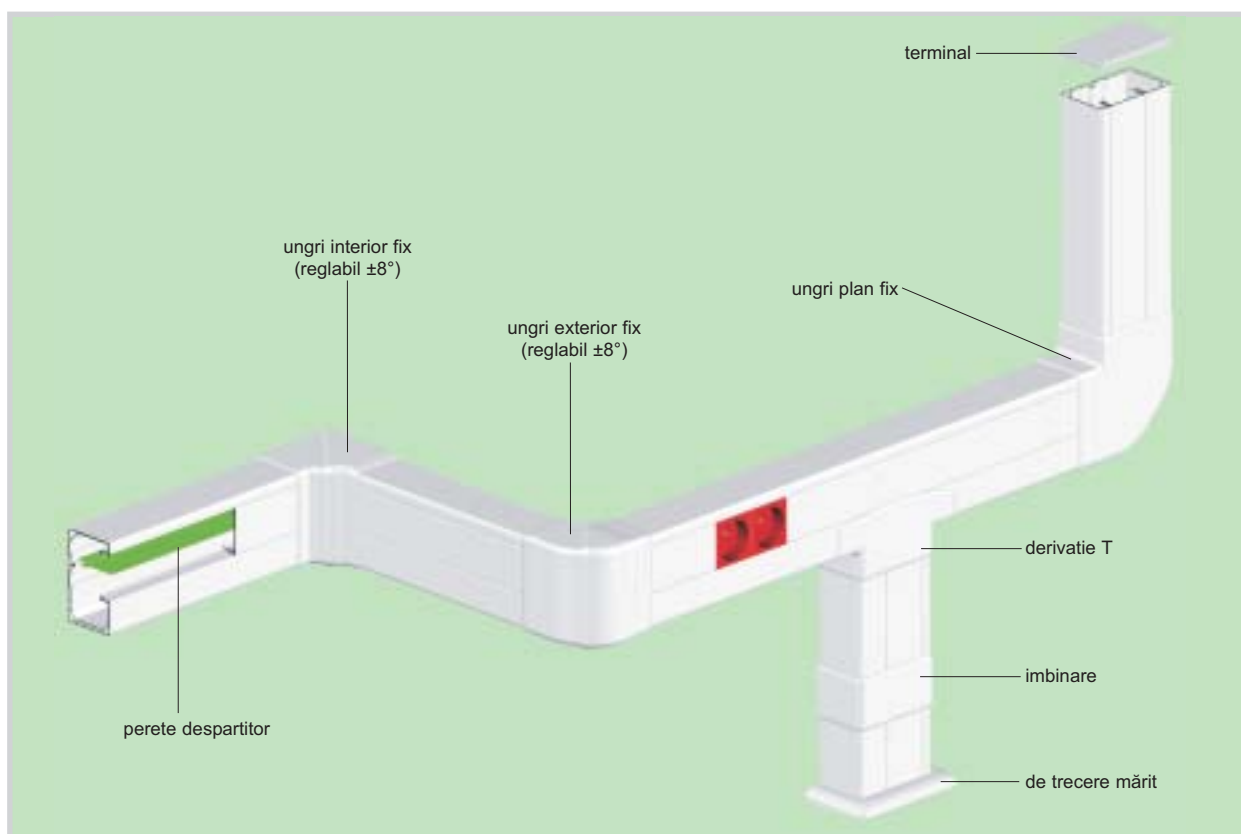 terminal
ungri interior fix
(reglabil ±8°)
ungri plan fix
ungri exterior fix
(reglabil ±8°)
derivatie T
imbinare
perete despartitor
de trecere mărit